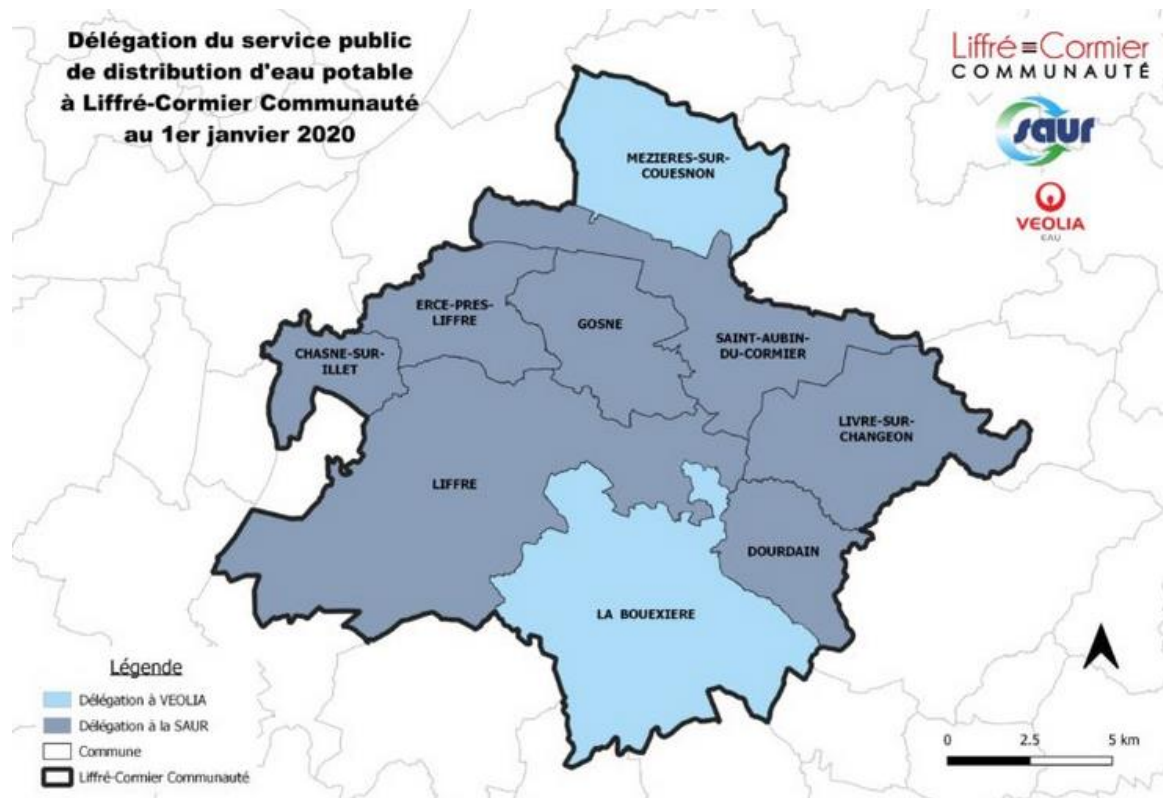 Délégation du service public
de distribution d'eau potable
à Liffré-Cormier Communauté
au 1er janvier 2020
Liffré=Cormier
COMMUNAUTÉ
saur
VEOLIA
EAU
MEZIERES-SUR-
COUESNON
ERCE-PRES-
LIFFRE
GOSNE
SAINT-AUBIN-
DU-CORMIER
CHASNE-SUR-
ILLET
LIVRE-SUR-
CHANGEON
LIFFRE
DOURDAIN
LA BOUEXIERE
Légende
Délégation à VEOLIA
Délégation à la SAUR
Commune
Liffré-Cormier Communauté
0 2.5 5 km